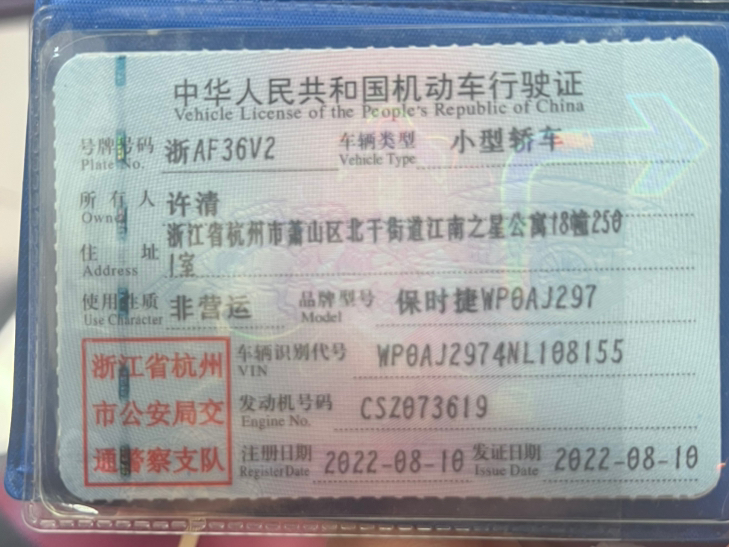 中华人民共和国机动车行驶证
Vehicle License of the People's Republic of China
号牌号码 浙AF36V2 车辆类型 小型轿车
Plate No. Vehicle Type
所有人 许清
Owner
浙江省杭州市萧山区北干街道江南之星公寓18幢250
住址 1室
Address
使用性质 非营运 品牌型号 保时捷WP0AJ297
Use Character Model
浙江省杭州 车辆识别代号 WP0AJ2974NL108155
VIN
市公安局交 发动机号码 CSZ073619
Engine No.
通警察支队 注册日期 2022-08-10 发证日期 2022-08-10
Register Date Issue Date